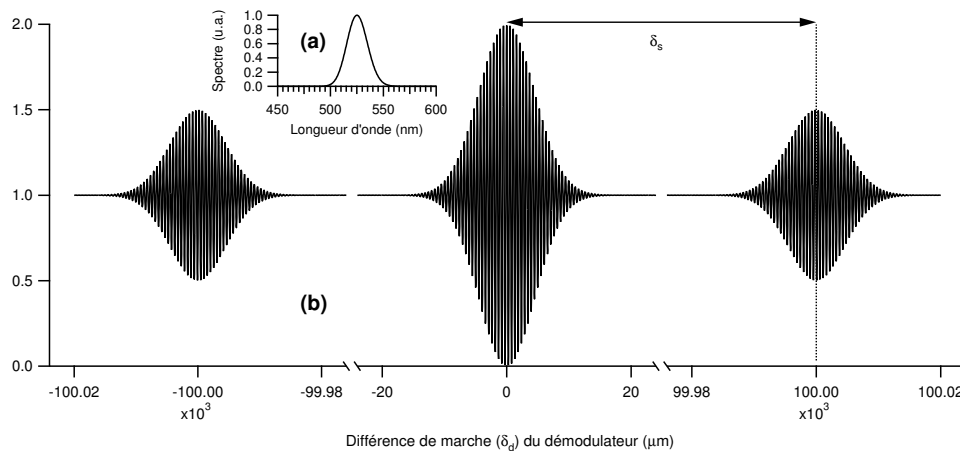 2.0
1.5
1.0
0.5
0.0
Spectre (u.a.)
1.0
0.8
0.6
0.4
0.2
0.0
(a)
450 500 550 600
Longueur d'onde (nm)
δs
(b)
-100.02 -100.00 -99.98 -20 0 20 99.98 100.00 100.02
x10³ x10³
Différence de marche (δd) du démodulateur (μm)